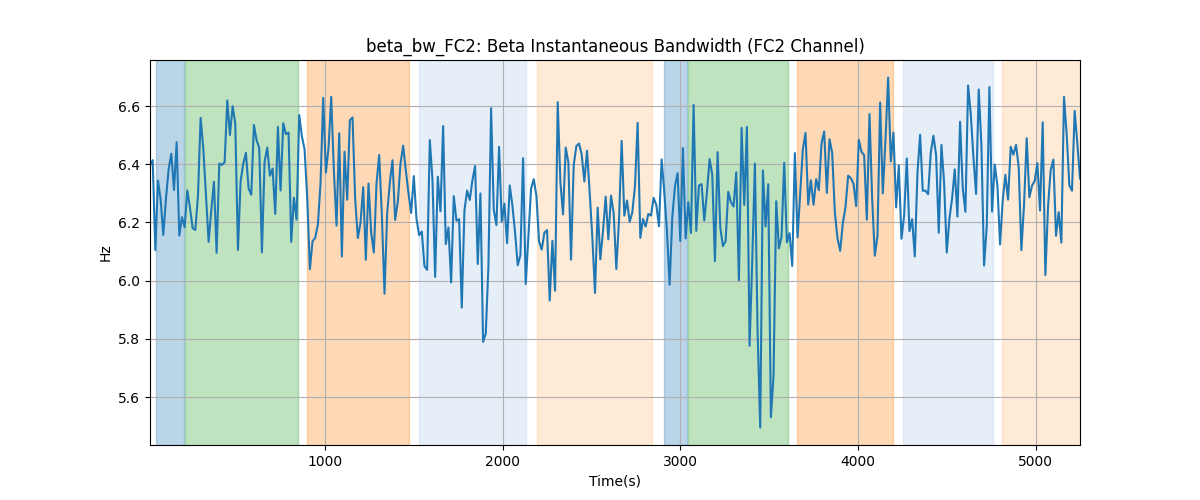 beta_bw_FC2: Beta Instantaneous Bandwidth (FC2 Channel)
Hz
6.6
6.4
6.2
6.0
5.8
5.6
1000 2000 3000 4000 5000
Time(s)